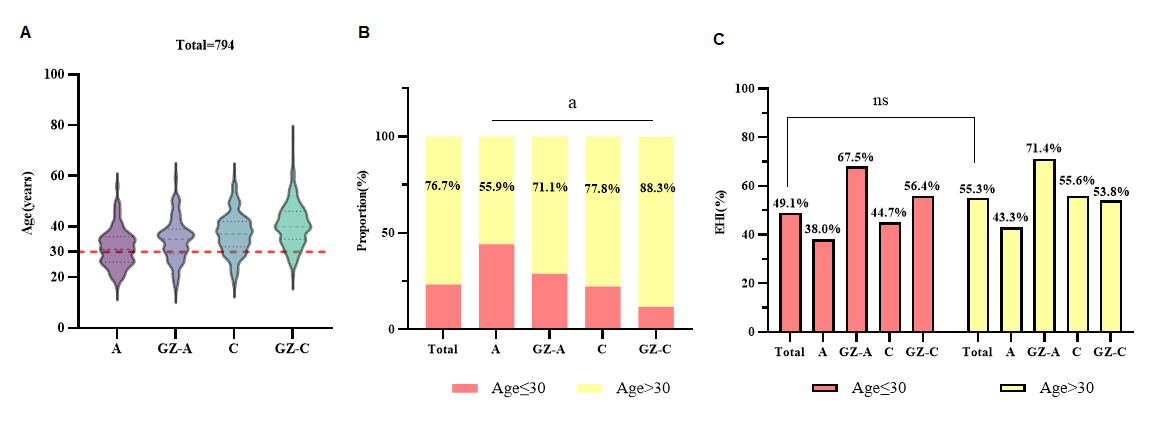 A
Total=794
Age(years)
100
80
60
40
30
20
0
A GZ-A C GZ-C
B
a
Proportion(%)
100
50
0
76.7% 55.9% 71.1% 77.8% 88.3%
Total A GZ-A C GZ-C
Age≤30 Age>30
C
ns
EHI(%)
100
80
60
40
20
0
49.1% 38.0% 67.5% 44.7% 56.4% 55.3% 43.3% 71.4% 55.6% 53.8%
Total A GZ-A C GZ-C Total A GZ-A C GZ-C
Age≤30 Age>30